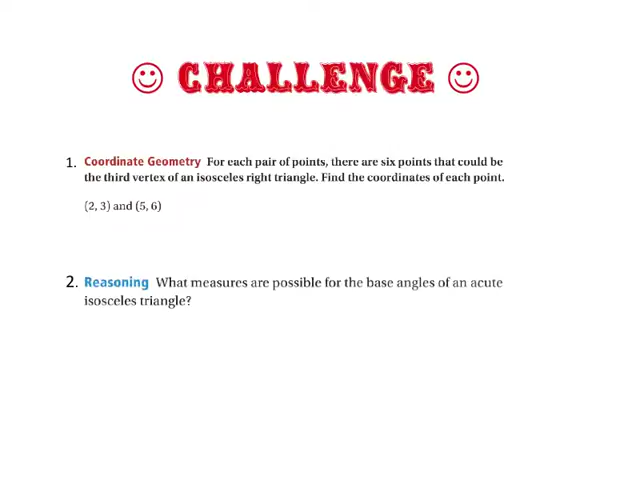 ☺ CHALLENGE ☺
1. Coordinate Geometry For each pair of points, there are six points that could be
the third vertex of an isosceles right triangle. Find the coordinates of each point.
(2, 3) and (5, 6)
2. Reasoning What measures are possible for the base angles of an acute
isosceles triangle?